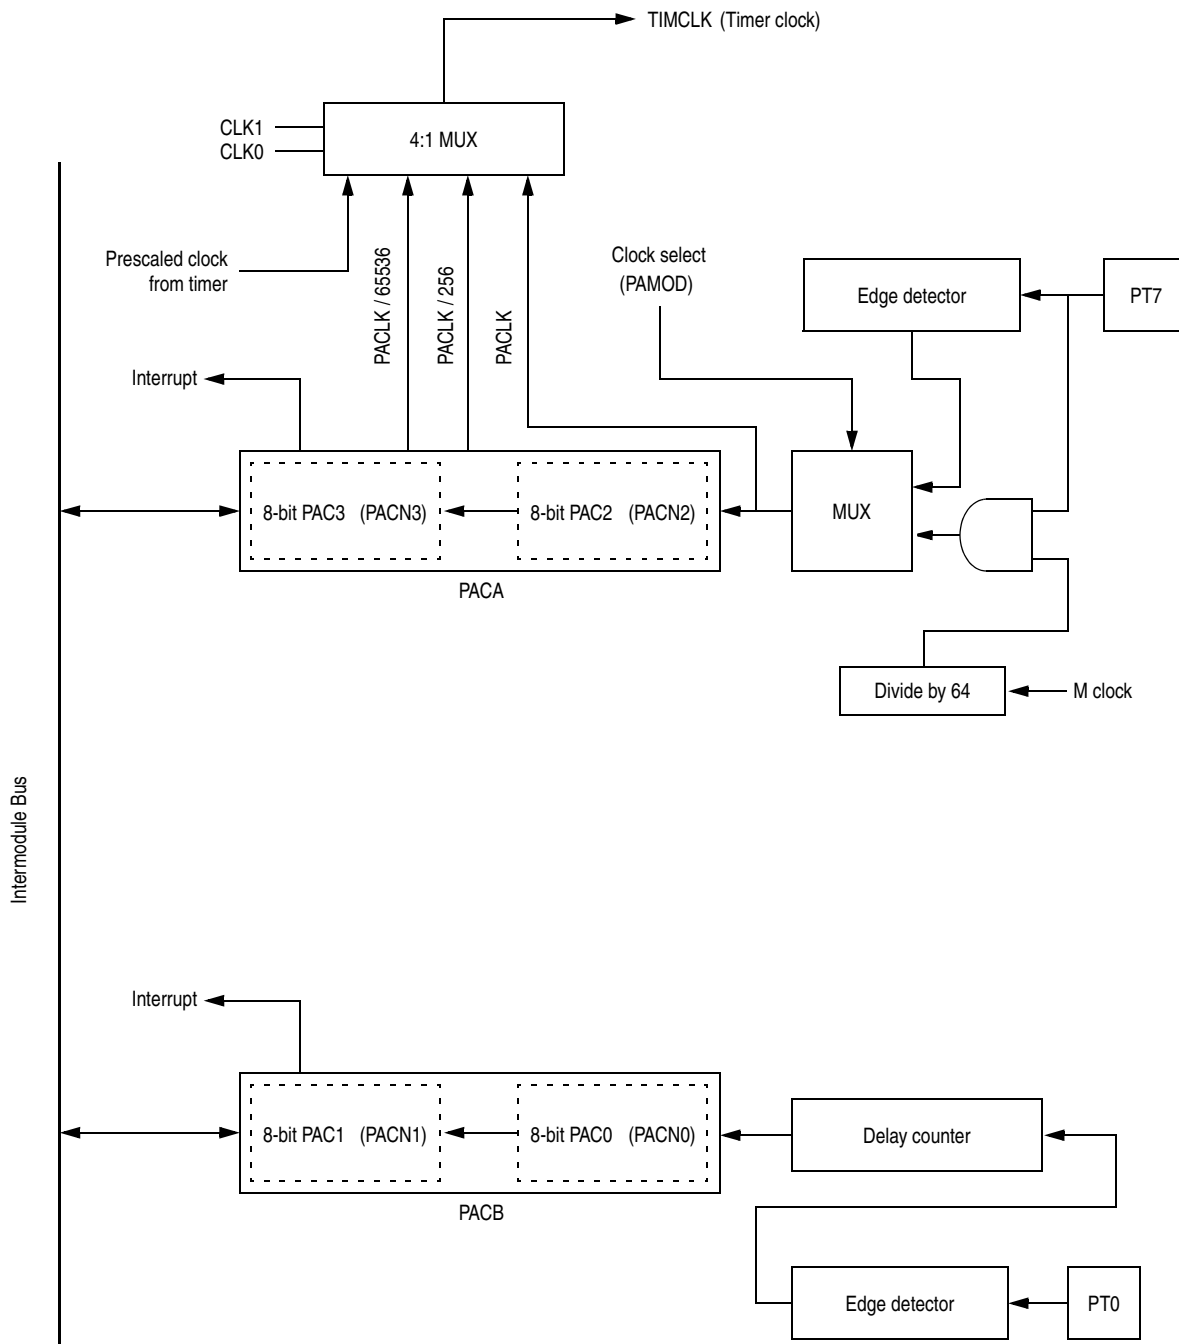 TIMCLK (Timer clock)
CLK1
CLK0
4:1 MUX
Prescaled clock
from timer
PACLK / 65536
PACLK / 256
PACLK
Clock select
(PAMOD)
Edge detector
PT7
Interrupt
8-bit PAC3 (PACN3)
8-bit PAC2 (PACN2)
MUX
PACA
Divide by 64
M clock
Intermodule Bus
Interrupt
8-bit PAC1 (PACN1)
8-bit PAC0 (PACN0)
Delay counter
PACB
Edge detector
PT0